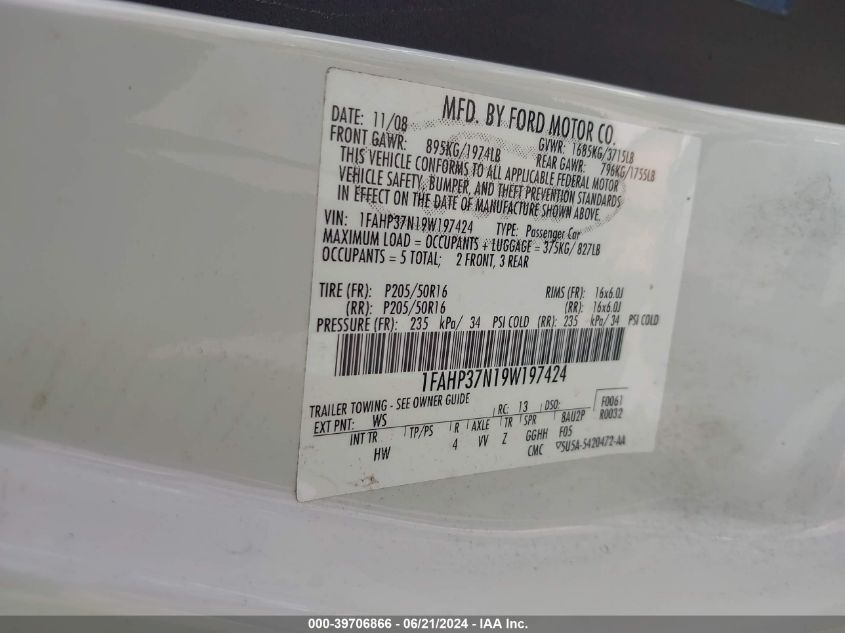 MFD. BY FORD MOTOR CO.
DATE: 11/08 GVWR: 1685KG/3715LB
FRONT GAWR: 895KG/1974LB REAR GAWR: 796KG/1755LB
THIS VEHICLE CONFORMS TO ALL APPLICABLE FEDERAL MOTOR
VEHICLE SAFETY, BUMPER, AND THEFT PREVENTION STANDARDS
IN EFFECT ON THE DATE OF MANUFACTURE SHOWN ABOVE.
VIN: 1FAHP37N19W197424 TYPE: Passenger Car
MAXIMUM LOAD = OCCUPANTS + LUGGAGE = 375KG/ 827LB
OCCUPANTS = 5 TOTAL; 2 FRONT, 3 REAR
TIRE (FR): P205/50R16 RIMS (FR): 16x6.0J
(RR): P205/50R16 (RR): 16x6.0J
PRESSURE (FR): 235 kPa/ 34 PSI COLD (RR): 235 kPa/ 34 PSI COLD
1FAHP37N19W197424
TRAILER TOWING - SEE OWNER GUIDE F0061
EXT PNT: WS RC: 13 DSO: R0032
INT TR TP/PS R AXLE TR SPR 8AU2P
HW 4 VV Z GGHH F05
CMC ▽5U5A-5420472-AA
000-39706866 - 06/21/2024 - IAA Inc.